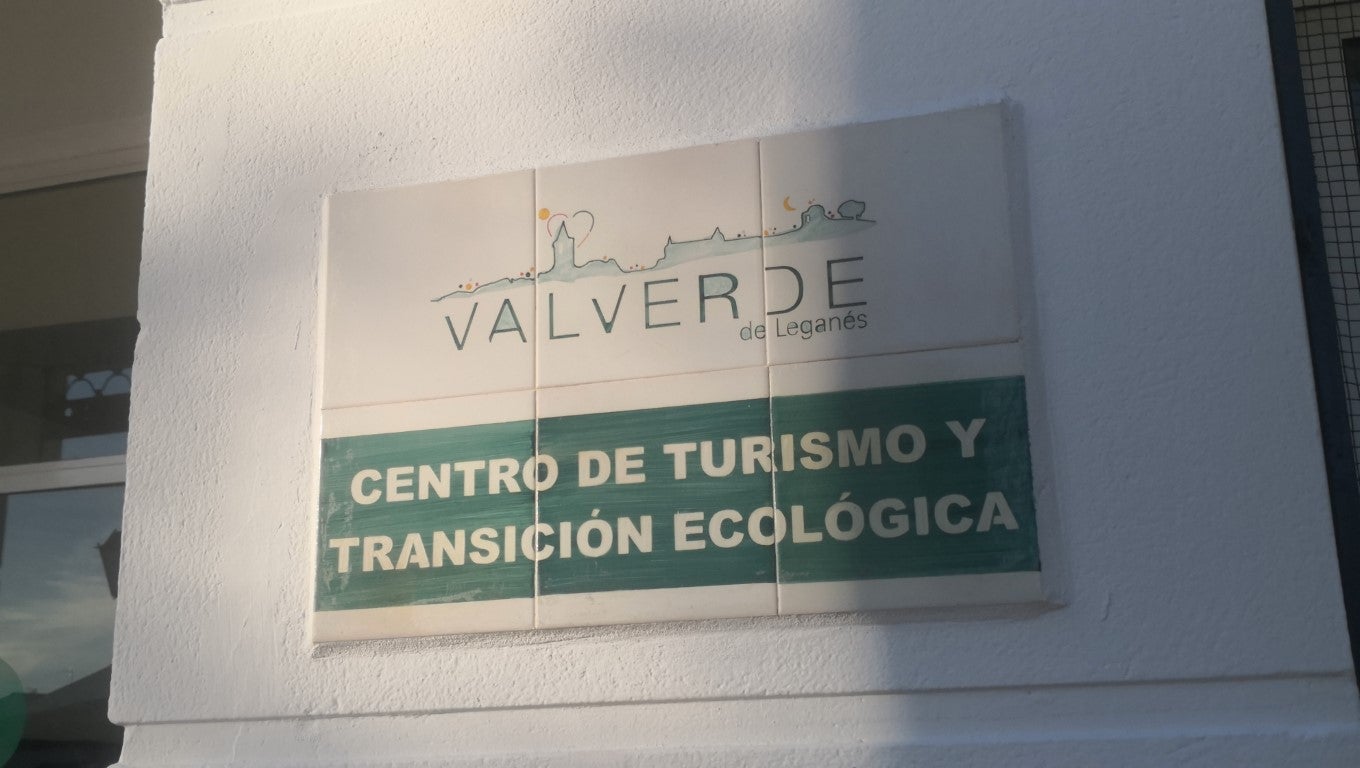 VALVERDE
de Leganés
CENTRO DE TURISMO Y
TRANSICIÓN ECOLÓGICA